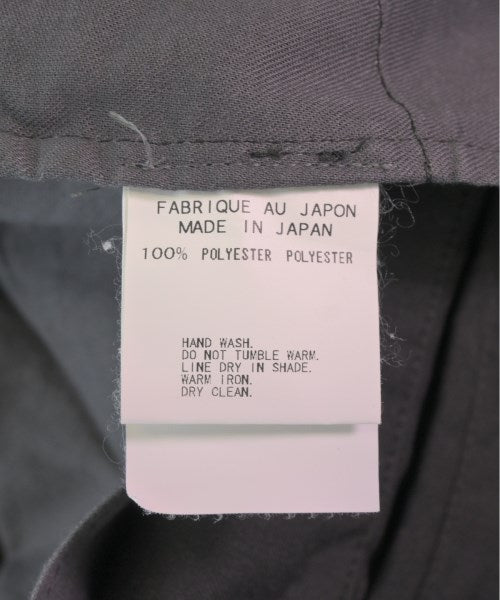 FABRIQUE AU JAPON
MADE IN JAPAN
100% POLYESTER POLYESTER
HAND WASH.
DO NOT TUMBLE WARM.
LINE DRY IN SHADE.
WARM IRON.
DRY CLEAN.